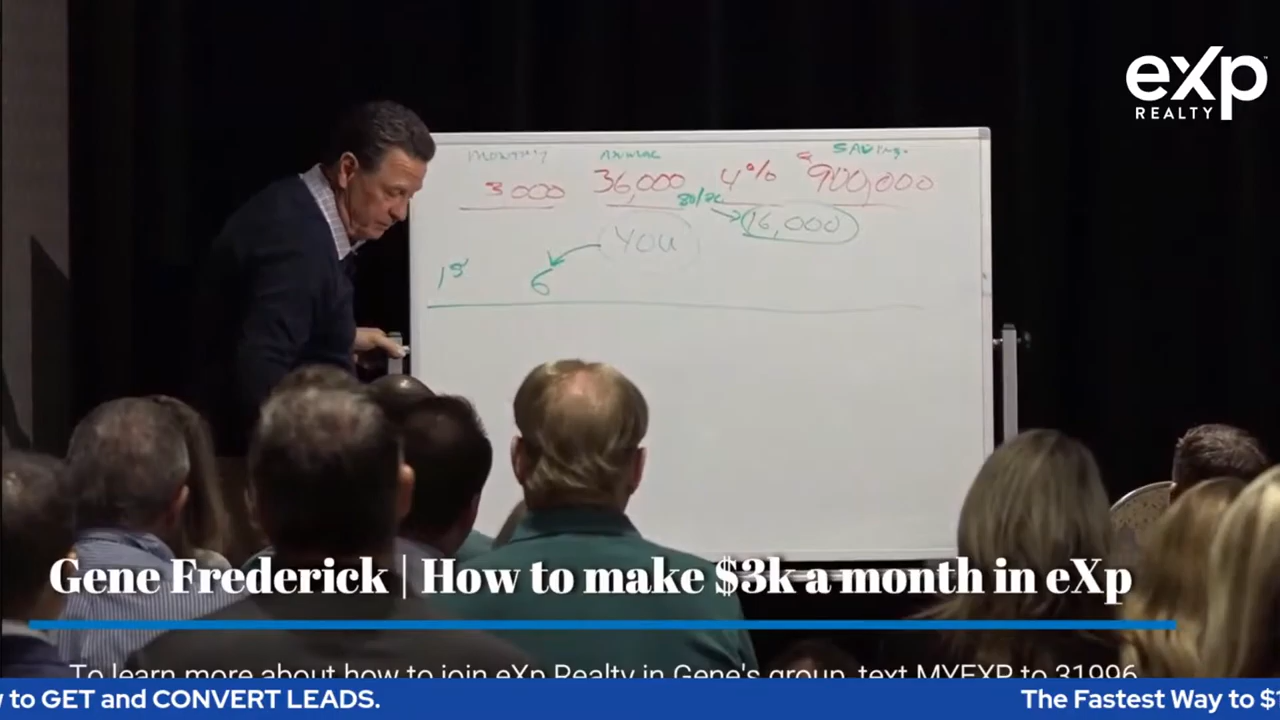 eXp
REALTY
MONTHLY ANNUAL SAVINGS
3000 36,000 4% 900,000
80/20 16,000
YOU
1st 6
Gene Frederick | How to make $3k a month in eXp
To learn more about how to join eXp Realty in Gene's group, text MYEXP to 31996
to GET and CONVERT LEADS. The Fastest Way to $1